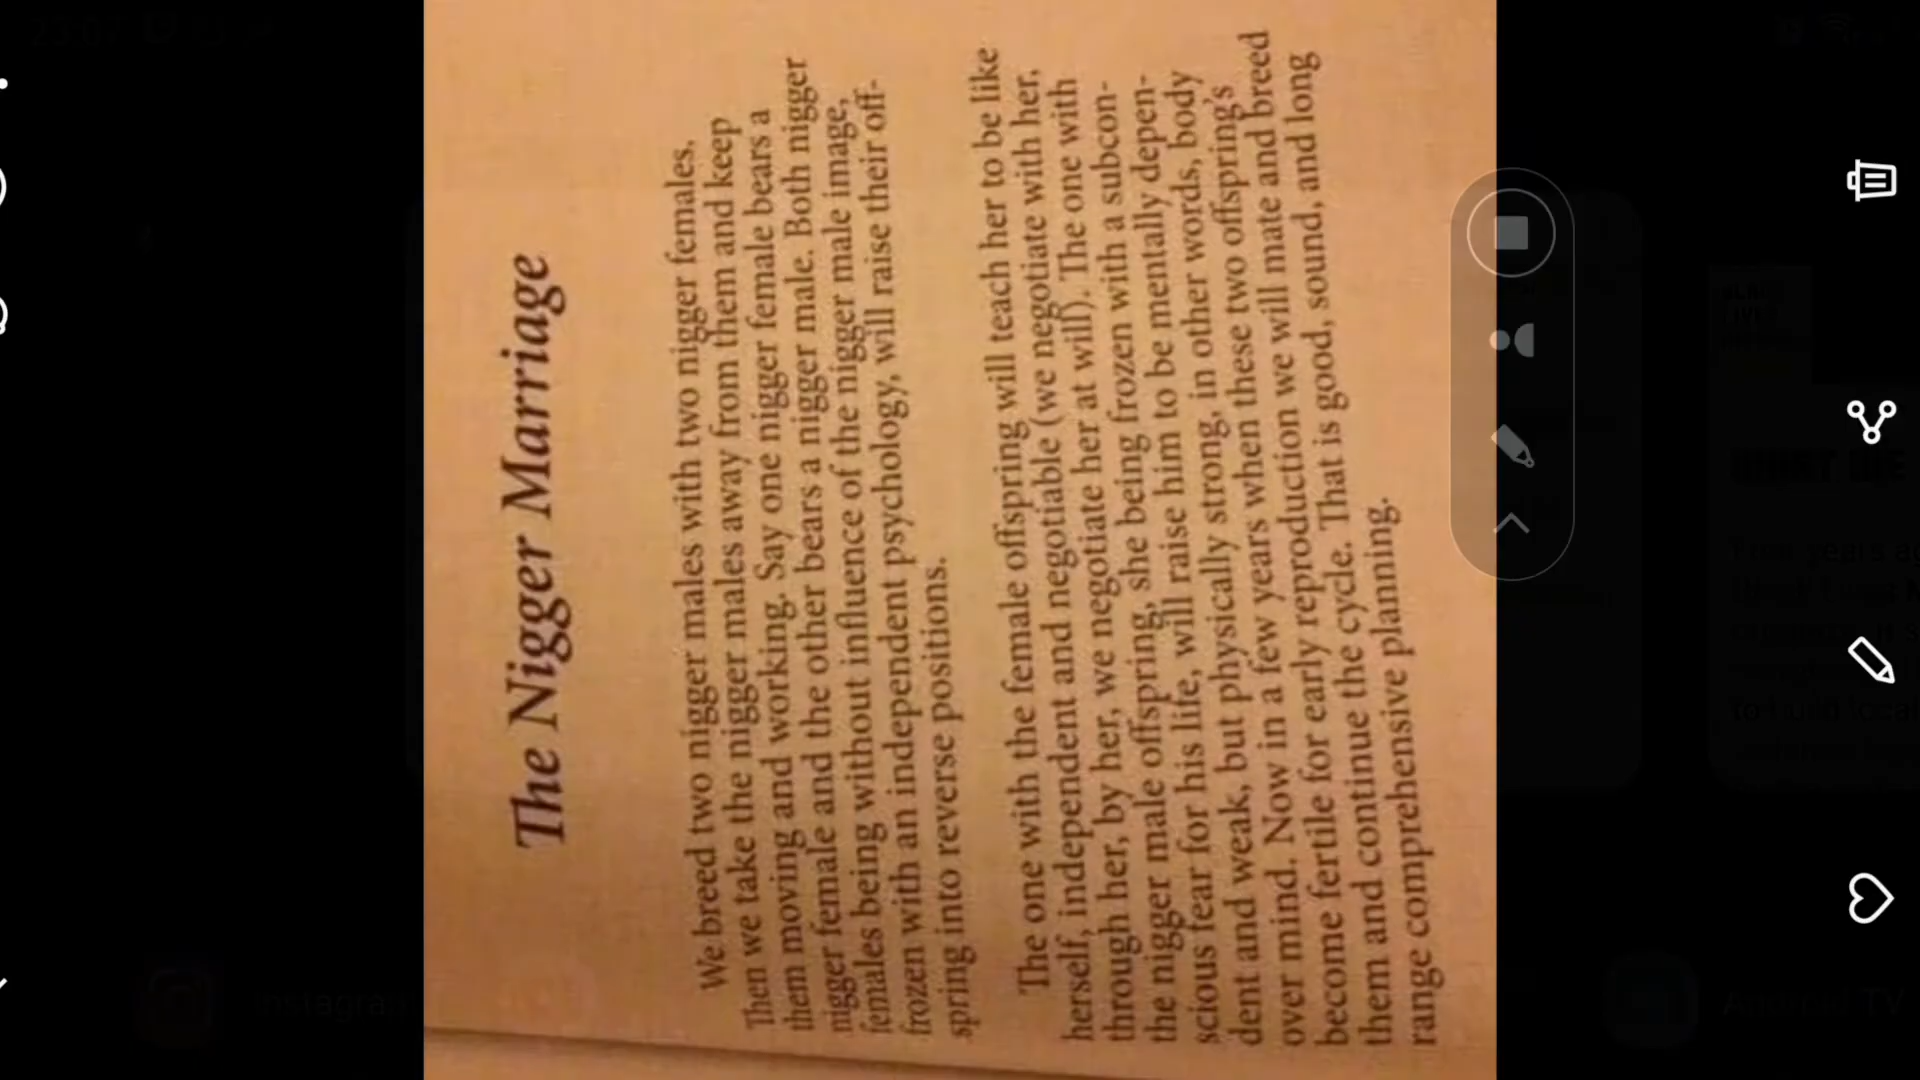 The Nigger Marriage
We breed two nigger males with two nigger females.
Then we take the nigger males away from them and keep
them moving and working. Say one nigger female bears a
nigger female and the other bears a nigger male. Both nigger
females being without influence of the nigger male image,
frozen with an independent psychology, will raise their off-
spring into reverse positions.
The one with the female offspring will teach her to be like
herself, independent and negotiable (we negotiate with her,
through her, by her, we negotiate her at will). The one with
the nigger male offspring, she being frozen with a subcon-
scious fear for his life, will raise him to be mentally depen-
dent and weak, but physically strong, in other words, body
over mind. Now in a few years when these two offspring's
become fertile for early reproduction we will mate and breed
them and continue the cycle. That is good, sound, and long
range comprehensive planning.
23:07
Instagram
Android TV
years ag